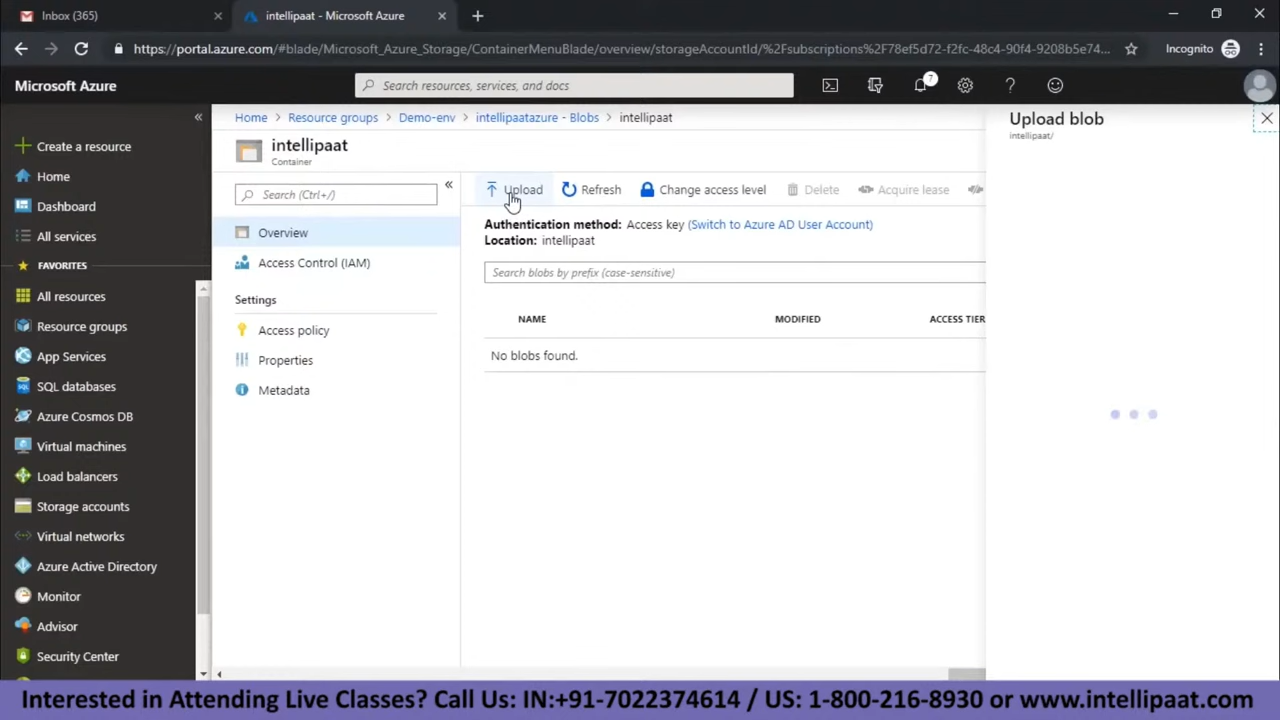 Inbox (365)
intellipaat - Microsoft Azure
https://portal.azure.com/#blade/Microsoft_Azure_Storage/ContainerMenuBlade/overview/storageAccountId/%2Fsubscriptions%2F78ef5d72-f2fc-48c4-90f4-9208b5e74...
Incognito
Microsoft Azure
Search resources, services, and docs
7
Home > Resource groups > Demo-env > intellipaatazure - Blobs > intellipaat
Create a resource
Home
Dashboard
All services
FAVORITES
All resources
Resource groups
App Services
SQL databases
Azure Cosmos DB
Virtual machines
Load balancers
Storage accounts
Virtual networks
Azure Active Directory
Monitor
Advisor
Security Center
intellipaat
Container
Search (Ctrl+/)
Overview
Access Control (IAM)
Settings
Access policy
Properties
Metadata
Upload Refresh Change access level Delete Acquire lease
Authentication method: Access key (Switch to Azure AD User Account)
Location: intellipaat
Search blobs by prefix (case-sensitive)
NAME MODIFIED ACCESS TIER
No blobs found.
Upload blob
intellipaat/
Interested in Attending Live Classes? Call Us: IN:+91-7022374614 / US: 1-800-216-8930 or www.intellipaat.com